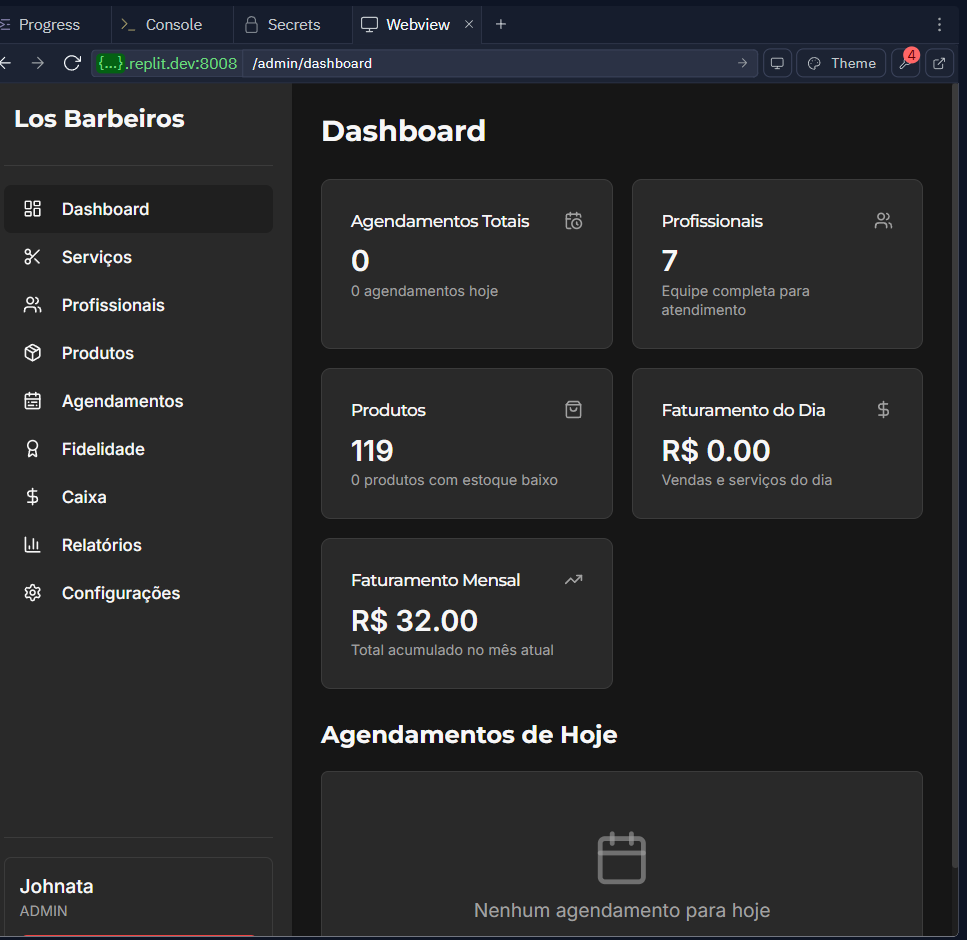 Progress
Console
Secrets
Webview
{...}.replit.dev:8008
/admin/dashboard
Theme
4
Los Barbeiros
Dashboard
Serviços
Profissionais
Produtos
Agendamentos
Fidelidade
Caixa
Relatórios
Configurações
Johnata
ADMIN
Dashboard
Agendamentos Totais
0
0 agendamentos hoje
Profissionais
7
Equipe completa para
atendimento
Produtos
119
0 produtos com estoque baixo
Faturamento do Dia
R$ 0.00
Vendas e serviços do dia
Faturamento Mensal
R$ 32.00
Total acumulado no mês atual
Agendamentos de Hoje
Nenhum agendamento para hoje